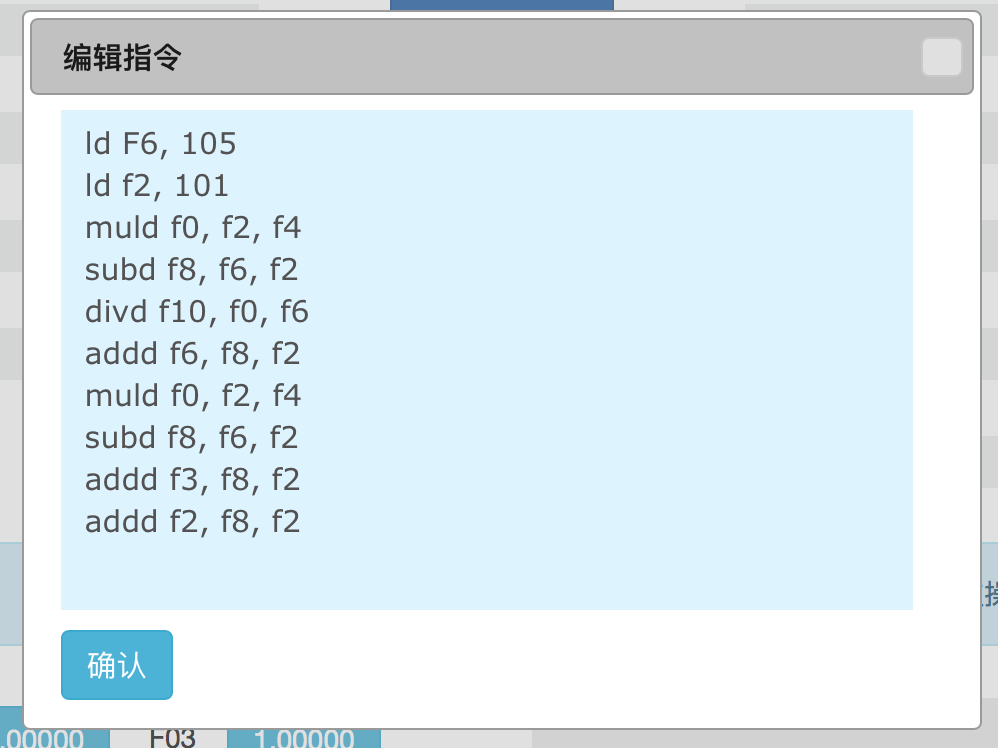 编辑指令
ld F6, 105
ld f2, 101
muld f0, f2, f4
subd f8, f6, f2
divd f10, f0, f6
addd f6, f8, f2
muld f0, f2, f4
subd f8, f6, f2
addd f3, f8, f2
addd f2, f8, f2
确认
.00000 F03 1.00000